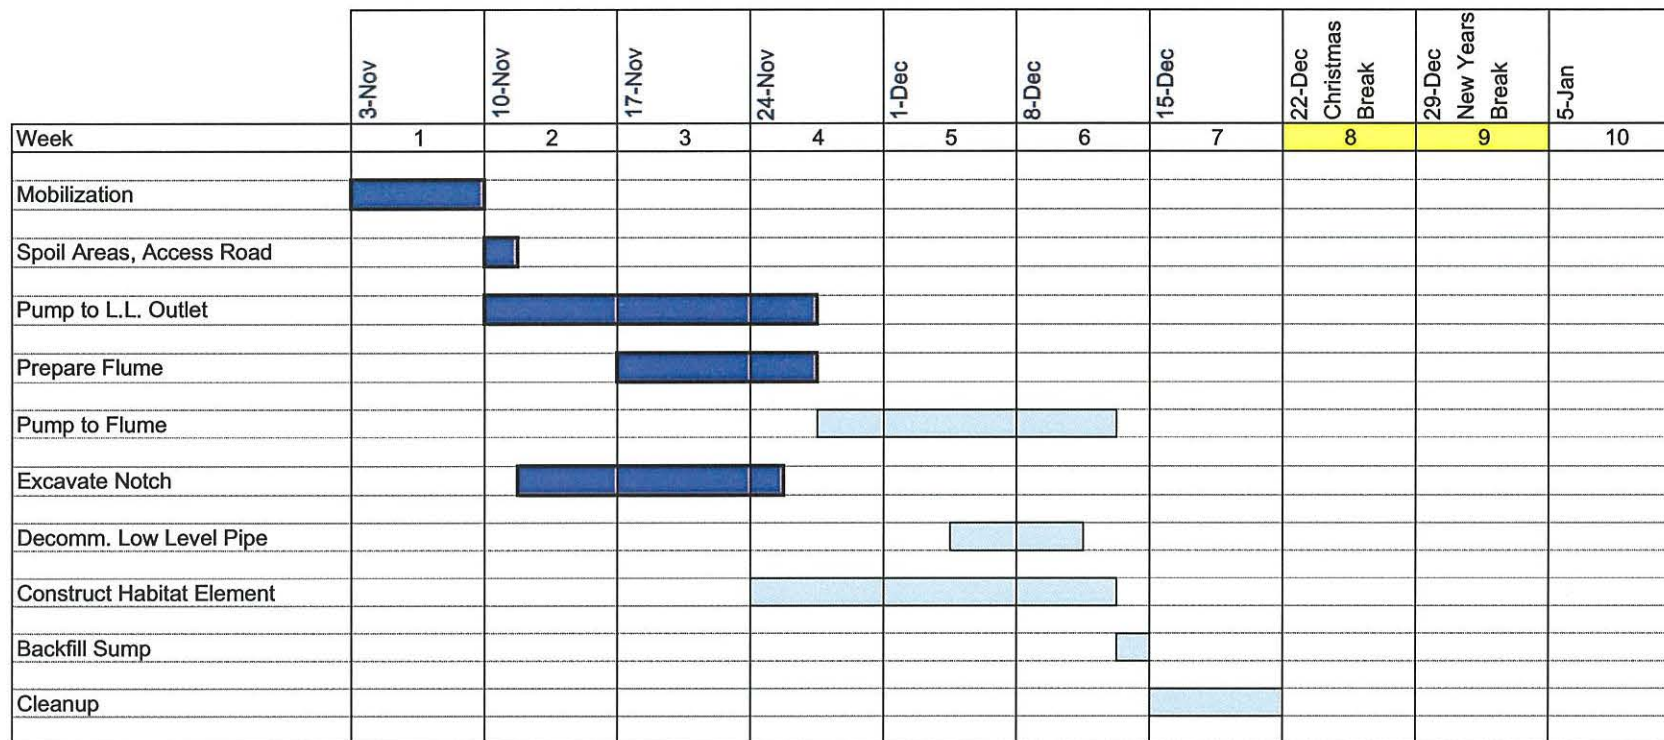 3-Nov
10-Nov
17-Nov
24-Nov
1-Dec
8-Dec
15-Dec
22-Dec
Christmas
Break
29-Dec
New Years
Break
5-Jan
Week 1 2 3 4 5 6 7 8 9 10
Mobilization
Spoil Areas, Access Road
Pump to L.L. Outlet
Prepare Flume
Pump to Flume
Excavate Notch
Decomm. Low Level Pipe
Construct Habitat Element
Backfill Sump
Cleanup